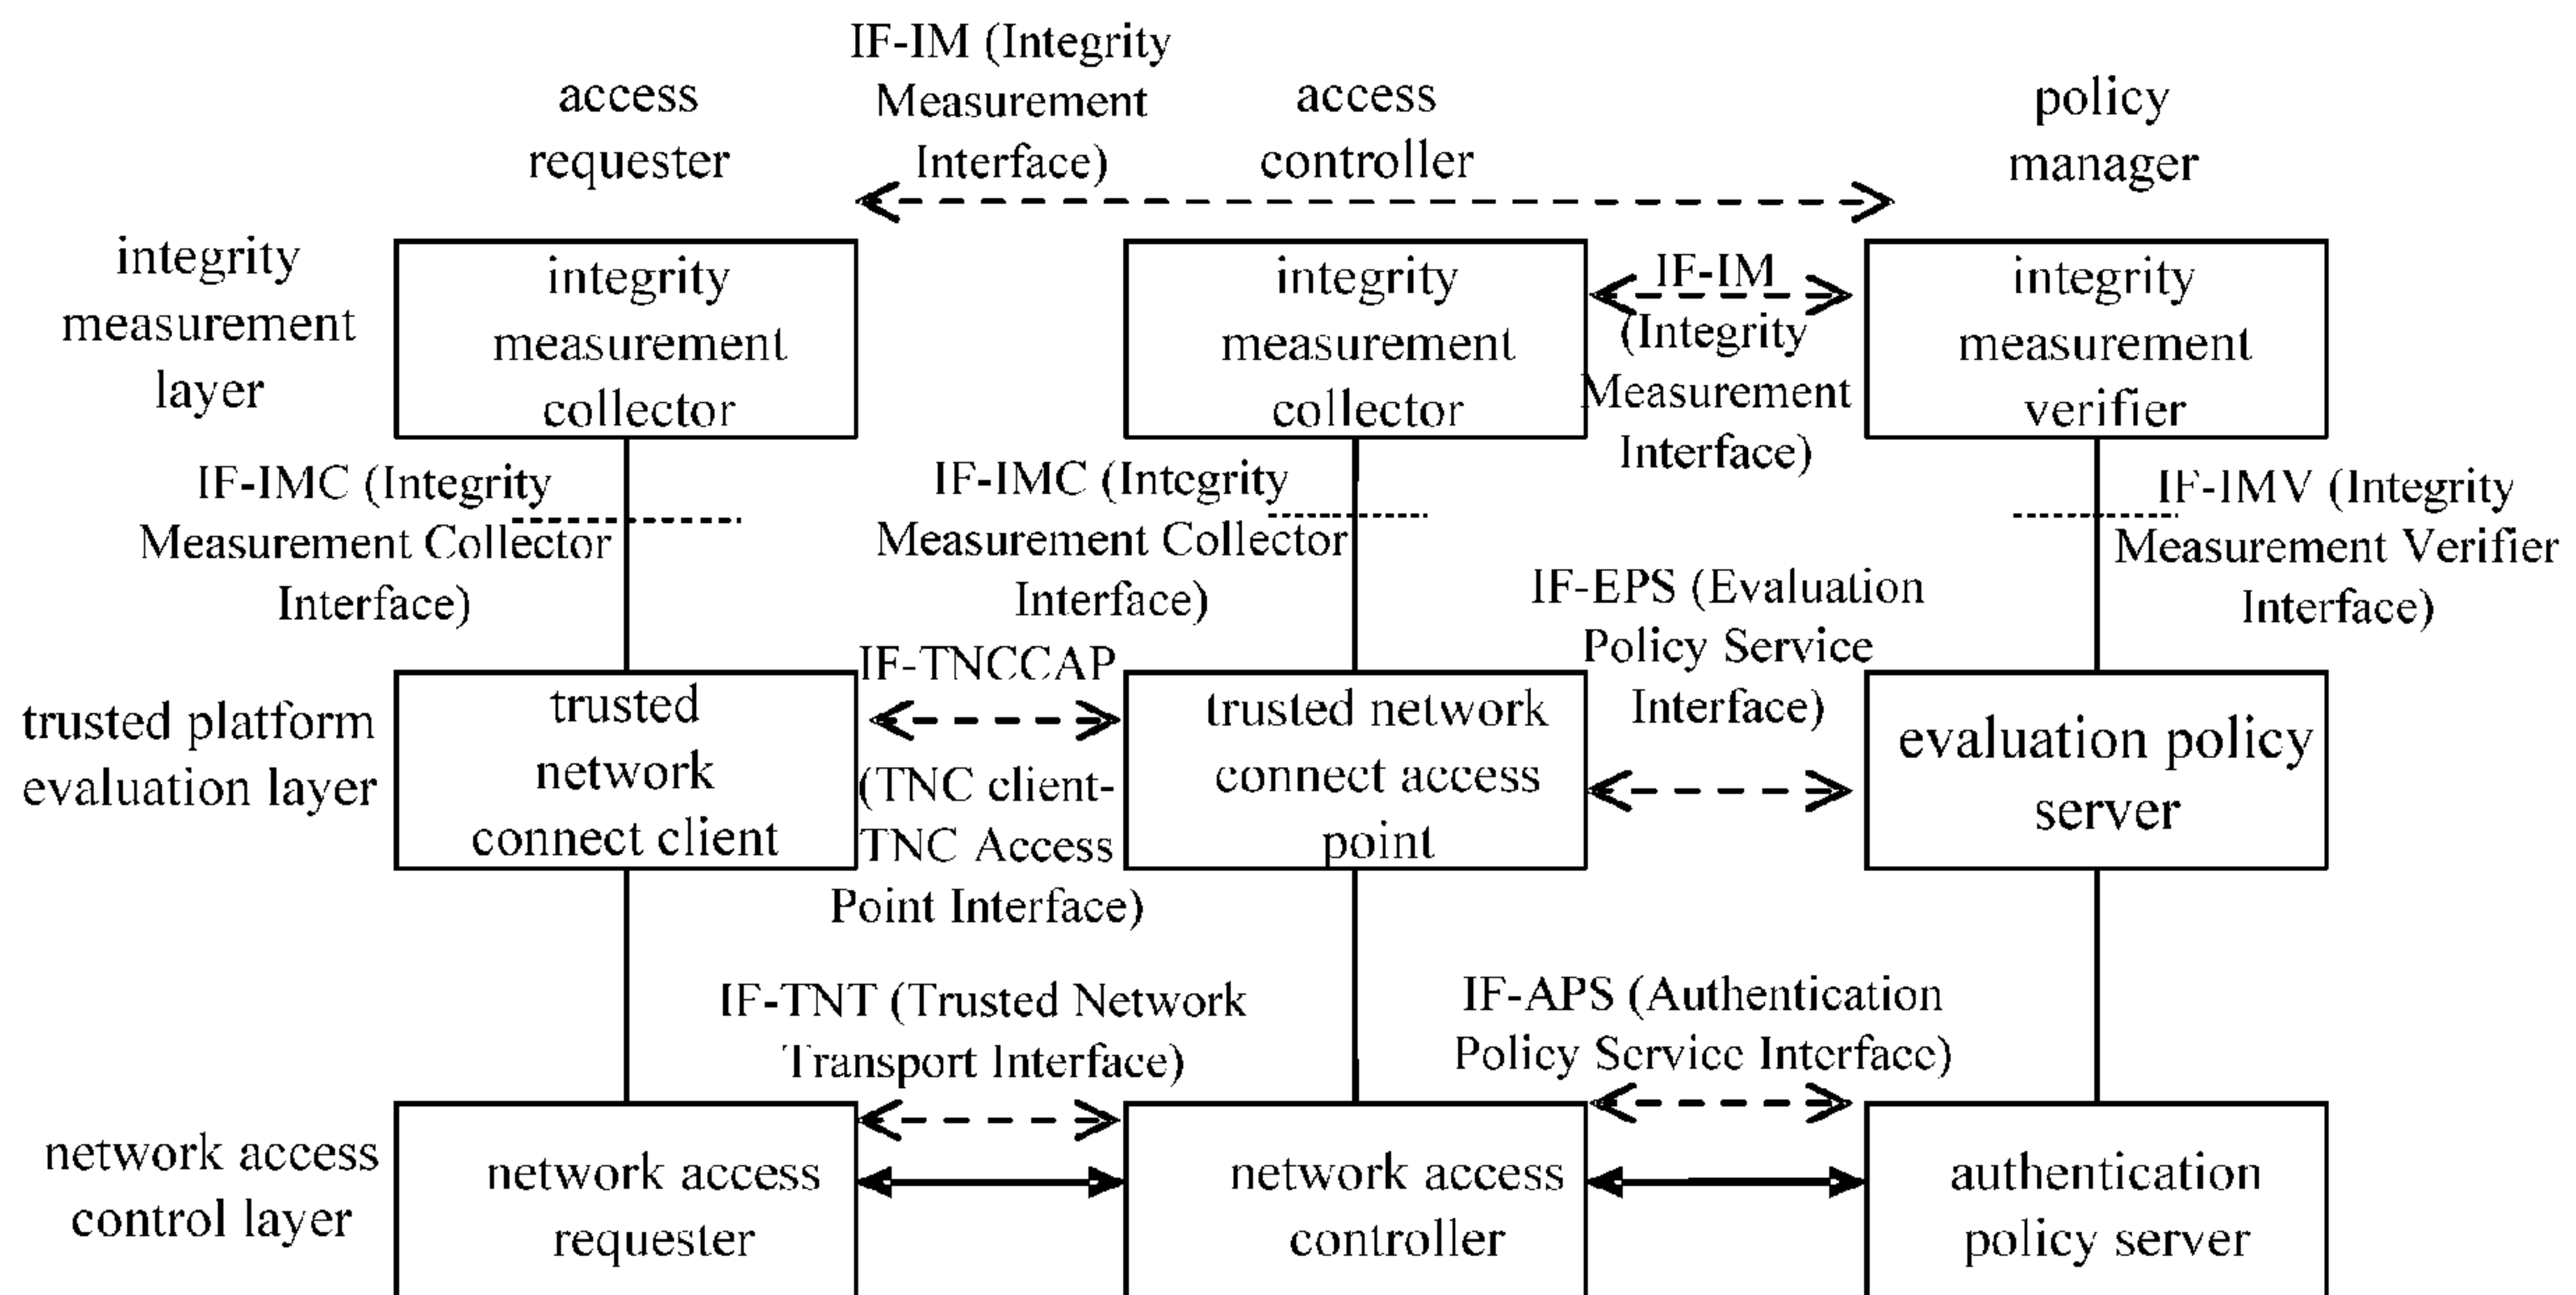 IF-IM (Integrity
Measurement
Interface)
access
requester
access
controller
policy
manager
integrity
measurement
layer
integrity
measurement
collector
integrity
measurement
collector
IF-IM
(Integrity
Measurement
Interface)
integrity
measurement
verifier
IF-IMC (Integrity
Measurement Collector
Interface)
IF-IMC (Integrity
Measurement Collector
Interface)
IF-IMV (Integrity
Measurement Verifier
Interface)
trusted platform
evaluation layer
trusted
network
connect client
IF-TNCCAP
(TNC client-
TNC Access
Point Interface)
trusted network
connect access
point
IF-EPS (Evaluation
Policy Service
Interface)
evaluation policy
server
IF-TNT (Trusted Network
Transport Interface)
IF-APS (Authentication
Policy Service Interface)
network access
control layer
network access
requester
network access
controller
authentication
policy server